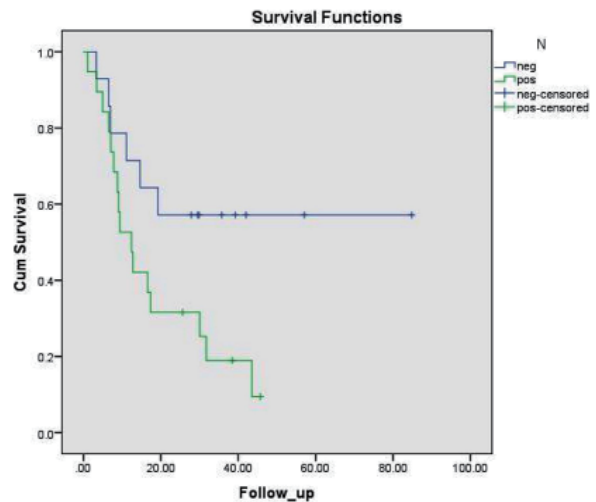 Survival Functions
N
neg
pos
neg-censored
pos-censored
Cum Survival
1.0
0.8
0.6
0.4
0.2
0.0
.00
20.00
40.00
60.00
80.00
100.00
Follow_up